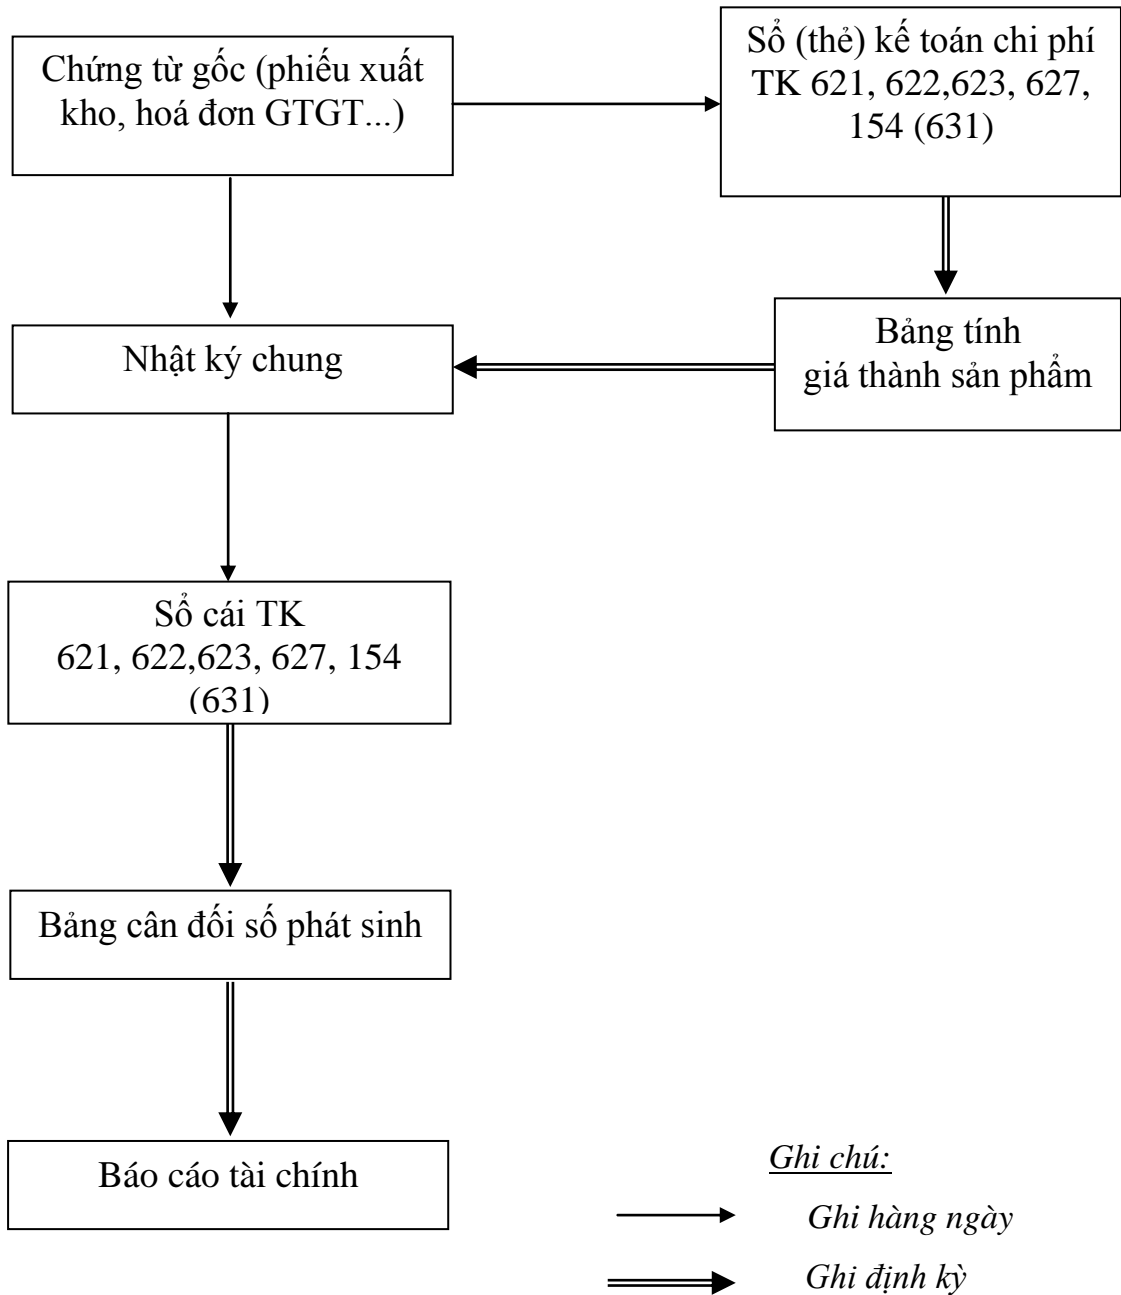 Chứng từ gốc (phiếu xuất
kho, hoá đơn GTGT...)
Sổ (thẻ) kế toán chi phí
TK 621, 622,623, 627,
154 (631)
Nhật ký chung
Bảng tính
giá thành sản phẩm
Sổ cái TK
621, 622,623, 627, 154
(631)
Bảng cân đối số phát sinh
Báo cáo tài chính
Ghi chú:
Ghi hàng ngày
Ghi định kỳ